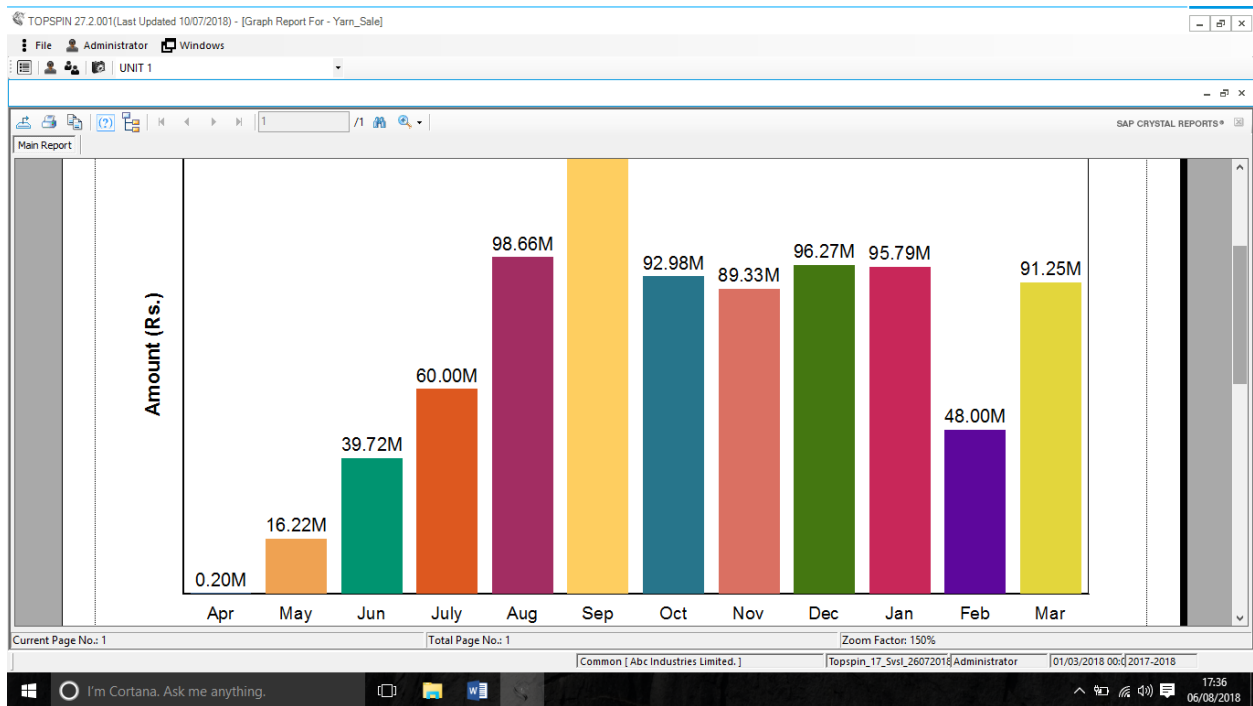 TOPSPIN 27.2.001(Last Updated 10/07/2018) - [Graph Report For - Yarn_Sale]
File Administrator Windows
UNIT 1
1 /1 SAP CRYSTAL REPORTS®
Main Report
98.66M
96.27M
95.79M
92.98M
91.25M
89.33M
Amount (Rs.)
60.00M
48.00M
39.72M
16.22M
0.20M
Apr May Jun July Aug Sep Oct Nov Dec Jan Feb Mar
Current Page No.: 1 Total Page No.: 1 Zoom Factor: 150%
Common [ Abc Industries Limited. ] Topspin_17_Svsl_26072018 Administrator 01/03/2018 00:0 2017-2018
I'm Cortana. Ask me anything.
17:36
06/08/2018